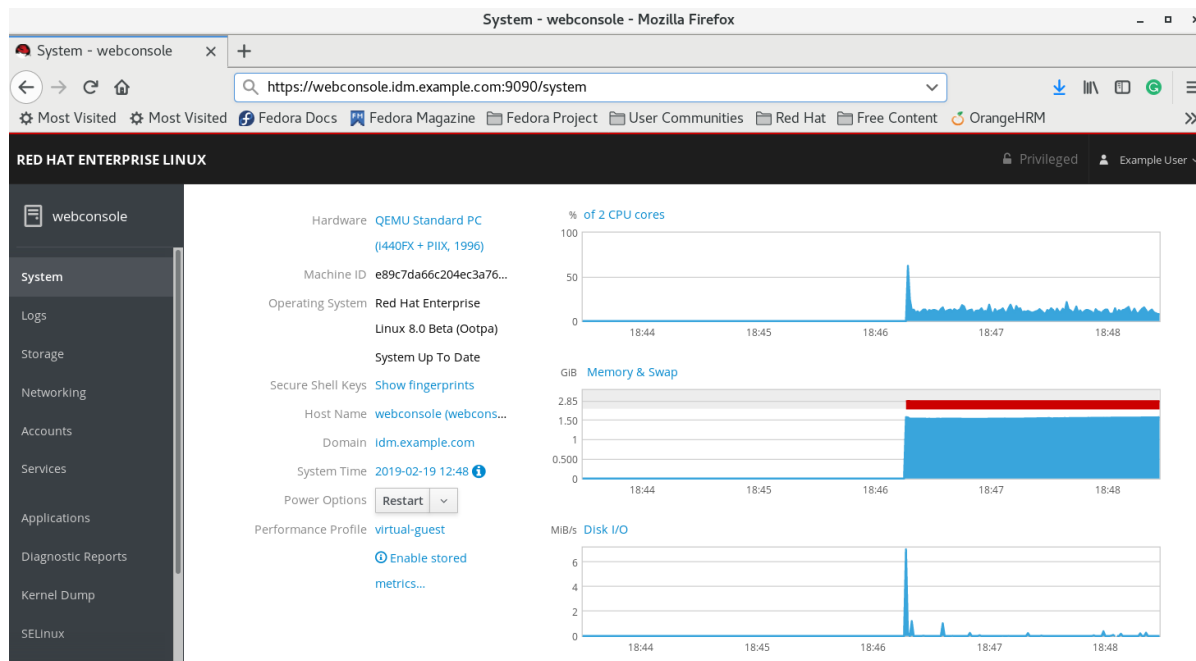 System - webconsole - Mozilla Firefox
System - webconsole
https://webconsole.idm.example.com:9090/system
Most Visited Most Visited Fedora Docs Fedora Magazine Fedora Project User Communities Red Hat Free Content OrangeHRM
RED HAT ENTERPRISE LINUX
Privileged Example User
webconsole
System
Logs
Storage
Networking
Accounts
Services
Applications
Diagnostic Reports
Kernel Dump
SELinux
Hardware QEMU Standard PC
(i440FX + PIIX, 1996)
Machine ID e89c7da66c204ec3a76...
Operating System Red Hat Enterprise
Linux 8.0 Beta (Ootpa)
System Up To Date
Secure Shell Keys Show fingerprints
Host Name webconsole (webcons...
Domain idm.example.com
System Time 2019-02-19 12:48
Power Options Restart
Performance Profile virtual-guest
Enable stored
metrics...
% of 2 CPU cores
100
50
0
18:44 18:45 18:46 18:47 18:48
GiB Memory & Swap
2.85
1.50
1
0.500
0
18:44 18:45 18:46 18:47 18:48
MiB/s Disk I/O
6
4
2
0
18:44 18:45 18:46 18:47 18:48